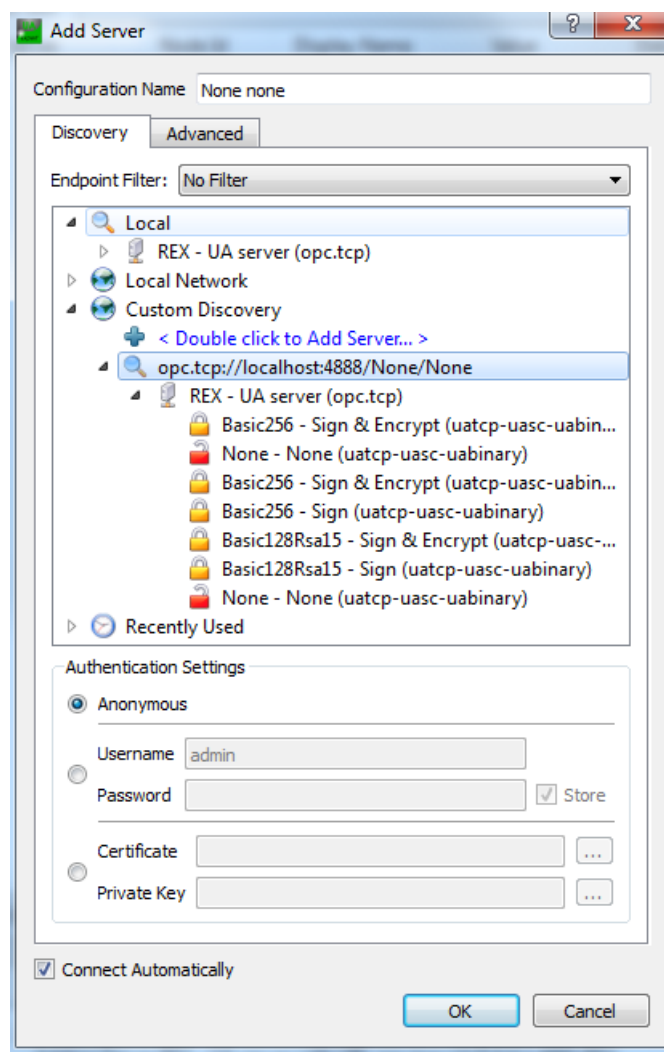 Add Server
Configuration Name None none
Discovery Advanced
Endpoint Filter: No Filter
Local
REX - UA server (opc.tcp)
Local Network
Custom Discovery
< Double click to Add Server... >
opc.tcp://localhost:4888/None/None
REX - UA server (opc.tcp)
Basic256 - Sign & Encrypt (uatcp-uasc-uabin...
None - None (uatcp-uasc-uabinary)
Basic256 - Sign & Encrypt (uatcp-uasc-uabin...
Basic256 - Sign (uatcp-uasc-uabinary)
Basic128Rsa15 - Sign & Encrypt (uatcp-uasc-...
Basic128Rsa15 - Sign (uatcp-uasc-uabinary)
None - None (uatcp-uasc-uabinary)
Recently Used
Authentication Settings
Anonymous
Username admin
Password Store
Certificate ...
Private Key ...
Connect Automatically
OK Cancel